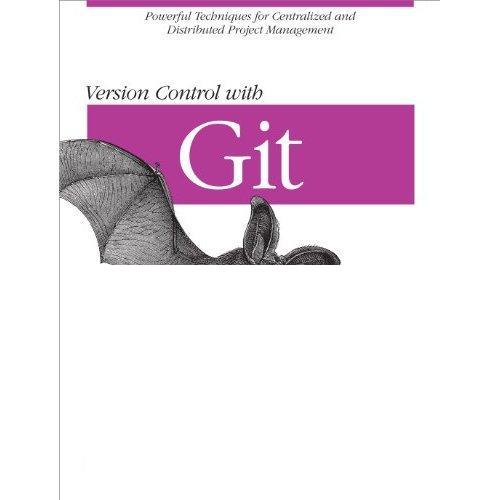 Powerful Techniques for Centralized and
Distributed Project Management
Version Control with
Git